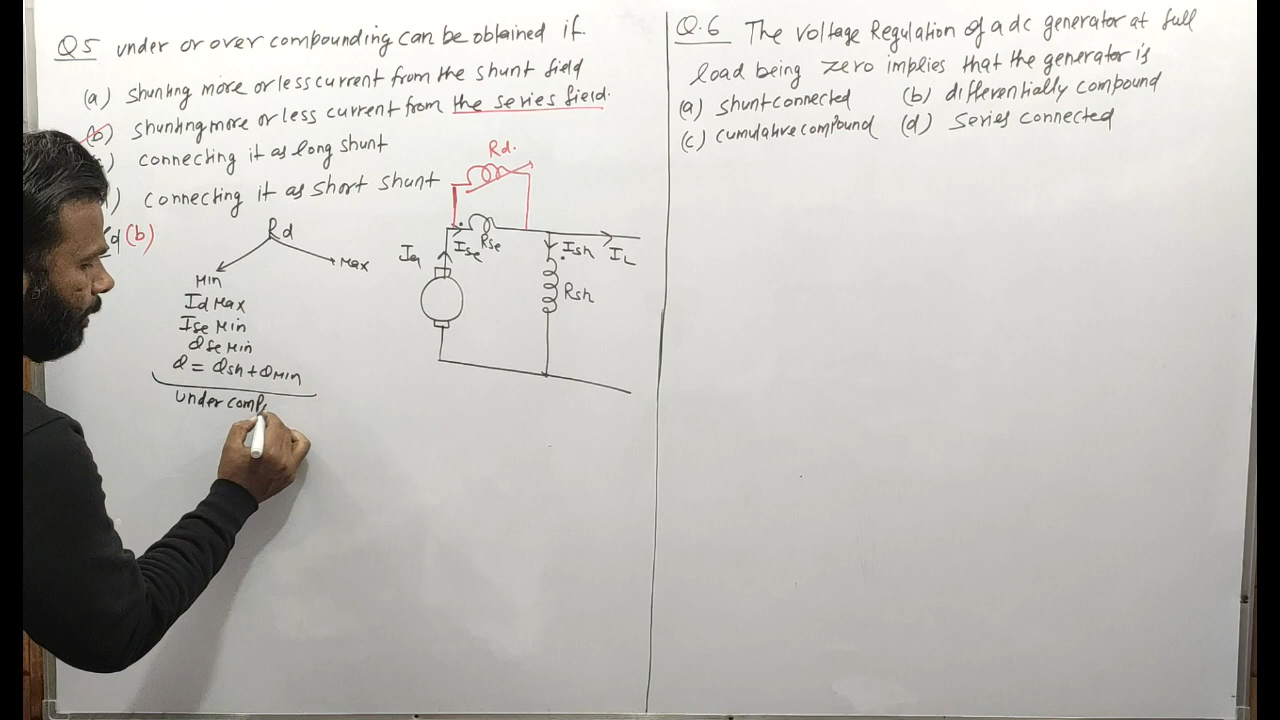 Q5 under or over compounding can be obtained if
(a) shunting more or less current from the shunt field
(b) shunting more or less current from the series field.
) connecting it as long shunt
) connecting it as short shunt
(b)
Rd
Min
Max
Id Max
Ise Min
Øse Min
Ø = Øsh + Ømin
under comp
Rd.
Ia
Ise
Rse
Ish
IL
Rsh
Q.6 The voltage Regulation of a dc generator at full
load being zero implies that the generator is
(a) shunt connected (b) differentially compound
(c) cumulative compound (d) series connected